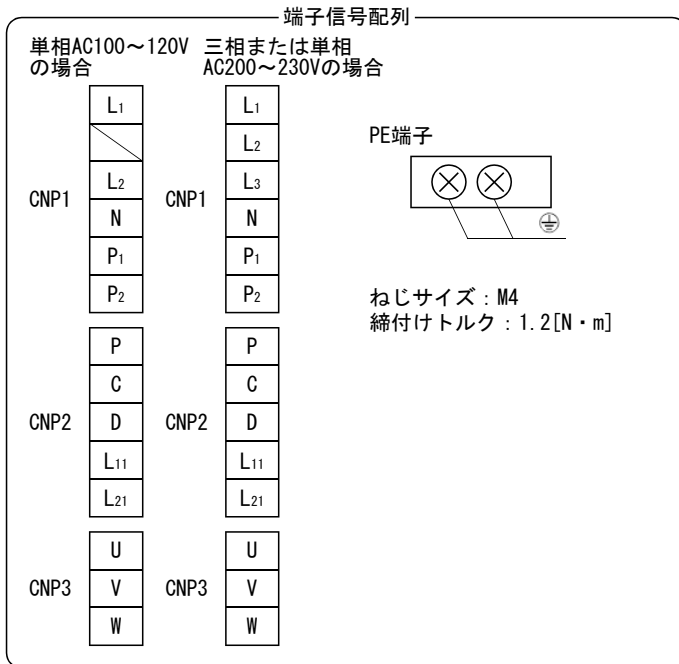 端子信号配列
単相AC100～120V
の場合
三相または単相
AC200～230Vの場合
CNP1
L1
L2
N
P1
P2
CNP1
L1
L2
L3
N
P1
P2
CNP2
P
C
D
L11
L21
CNP2
P
C
D
L11
L21
CNP3
U
V
W
CNP3
U
V
W
PE端子
ねじサイズ：M4
締付けトルク：1.2[N・m]